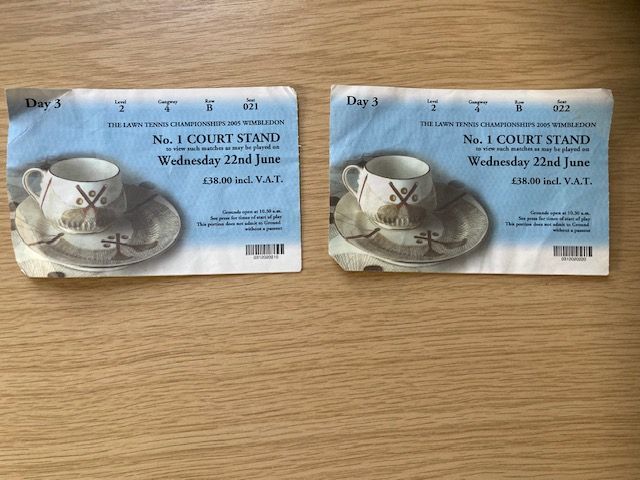 Day 3
Level Gangway Row Seat
2 4 B 021
THE LAWN TENNIS CHAMPIONSHIPS 2005 WIMBLEDON
No. 1 COURT STAND
to view such matches as may be played on
Wednesday 22nd June
£38.00 incl. V.A.T.
Grounds open at 10.30 a.m.
See press for times of start of play
This portion does not admit to Ground
without a passout
0312020210
Day 3
Level Gangway Row Seat
2 4 B 022
THE LAWN TENNIS CHAMPIONSHIPS 2005 WIMBLEDON
No. 1 COURT STAND
to view such matches as may be played on
Wednesday 22nd June
£38.00 incl. V.A.T.
Grounds open at 10.30 a.m.
See press for times of start of play
This portion does not admit to Ground
without a passout
0312020220